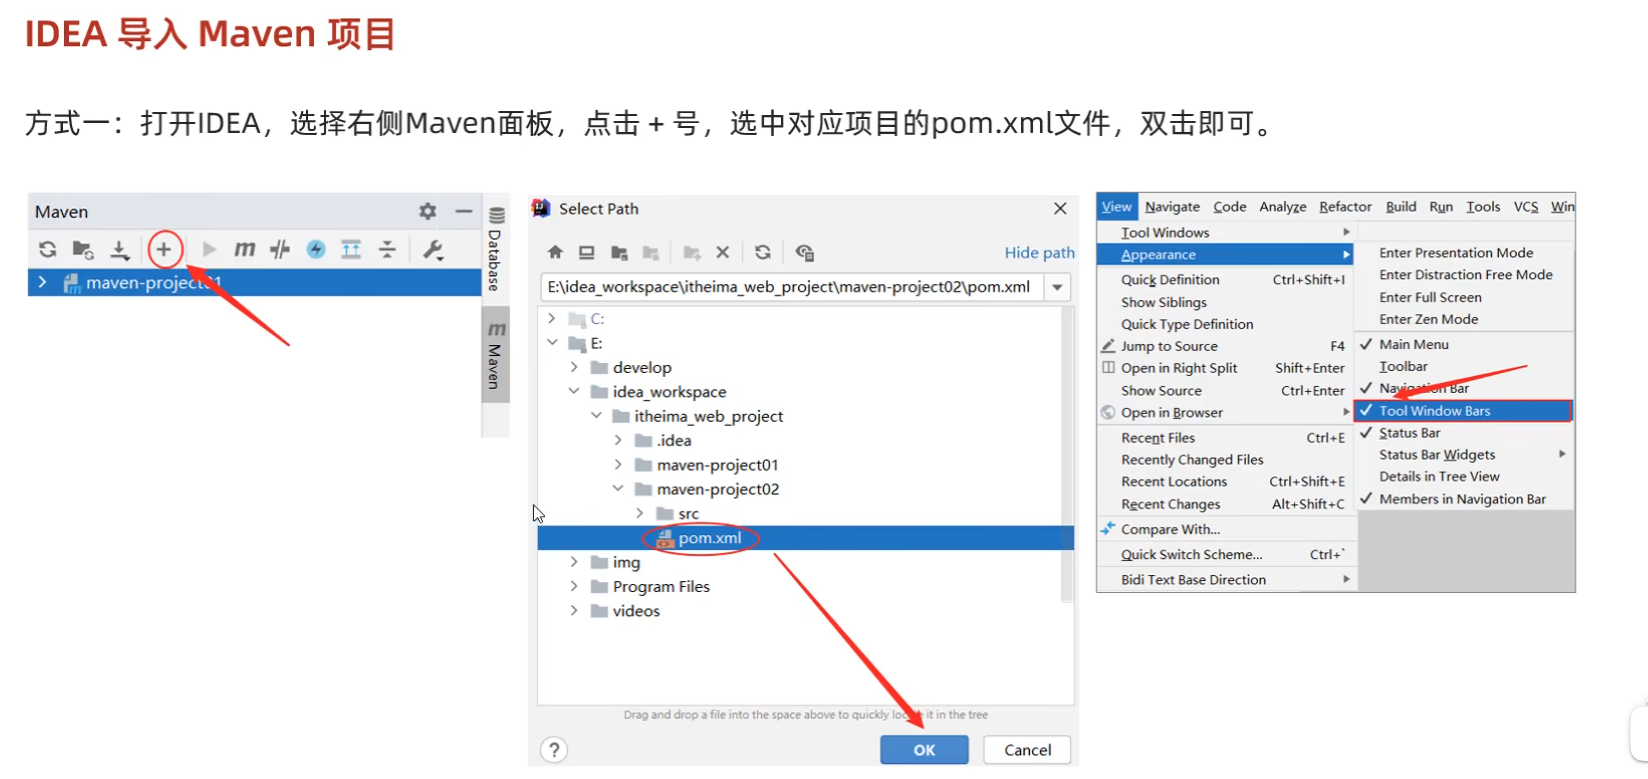 IDEA 导入 Maven 项目
方式一：打开IDEA，选择右侧Maven面板，点击 + 号，选中对应项目的pom.xml文件，双击即可。
Maven
maven-project01
Database
Maven
Select Path
Hide path
E:\idea_workspace\itheima_web_project\maven-project02\pom.xml
C:
E:
develop
idea_workspace
itheima_web_project
.idea
maven-project01
maven-project02
src
pom.xml
img
Program Files
videos
Drag and drop a file into the space above to quickly locate it in the tree
?
OK
Cancel
View Navigate Code Analyze Refactor Build Run Tools VCS Win
Tool Windows
Appearance
Quick Definition Ctrl+Shift+I
Show Siblings
Quick Type Definition
Jump to Source F4
Open in Right Split Shift+Enter
Show Source Ctrl+Enter
Open in Browser
Recent Files Ctrl+E
Recently Changed Files
Recent Locations Ctrl+Shift+E
Recent Changes Alt+Shift+C
Compare With...
Quick Switch Scheme... Ctrl+`
Bidi Text Base Direction
Enter Presentation Mode
Enter Distraction Free Mode
Enter Full Screen
Enter Zen Mode
Main Menu
Toolbar
Navigation Bar
Tool Window Bars
Status Bar
Status Bar Widgets
Details in Tree View
Members in Navigation Bar